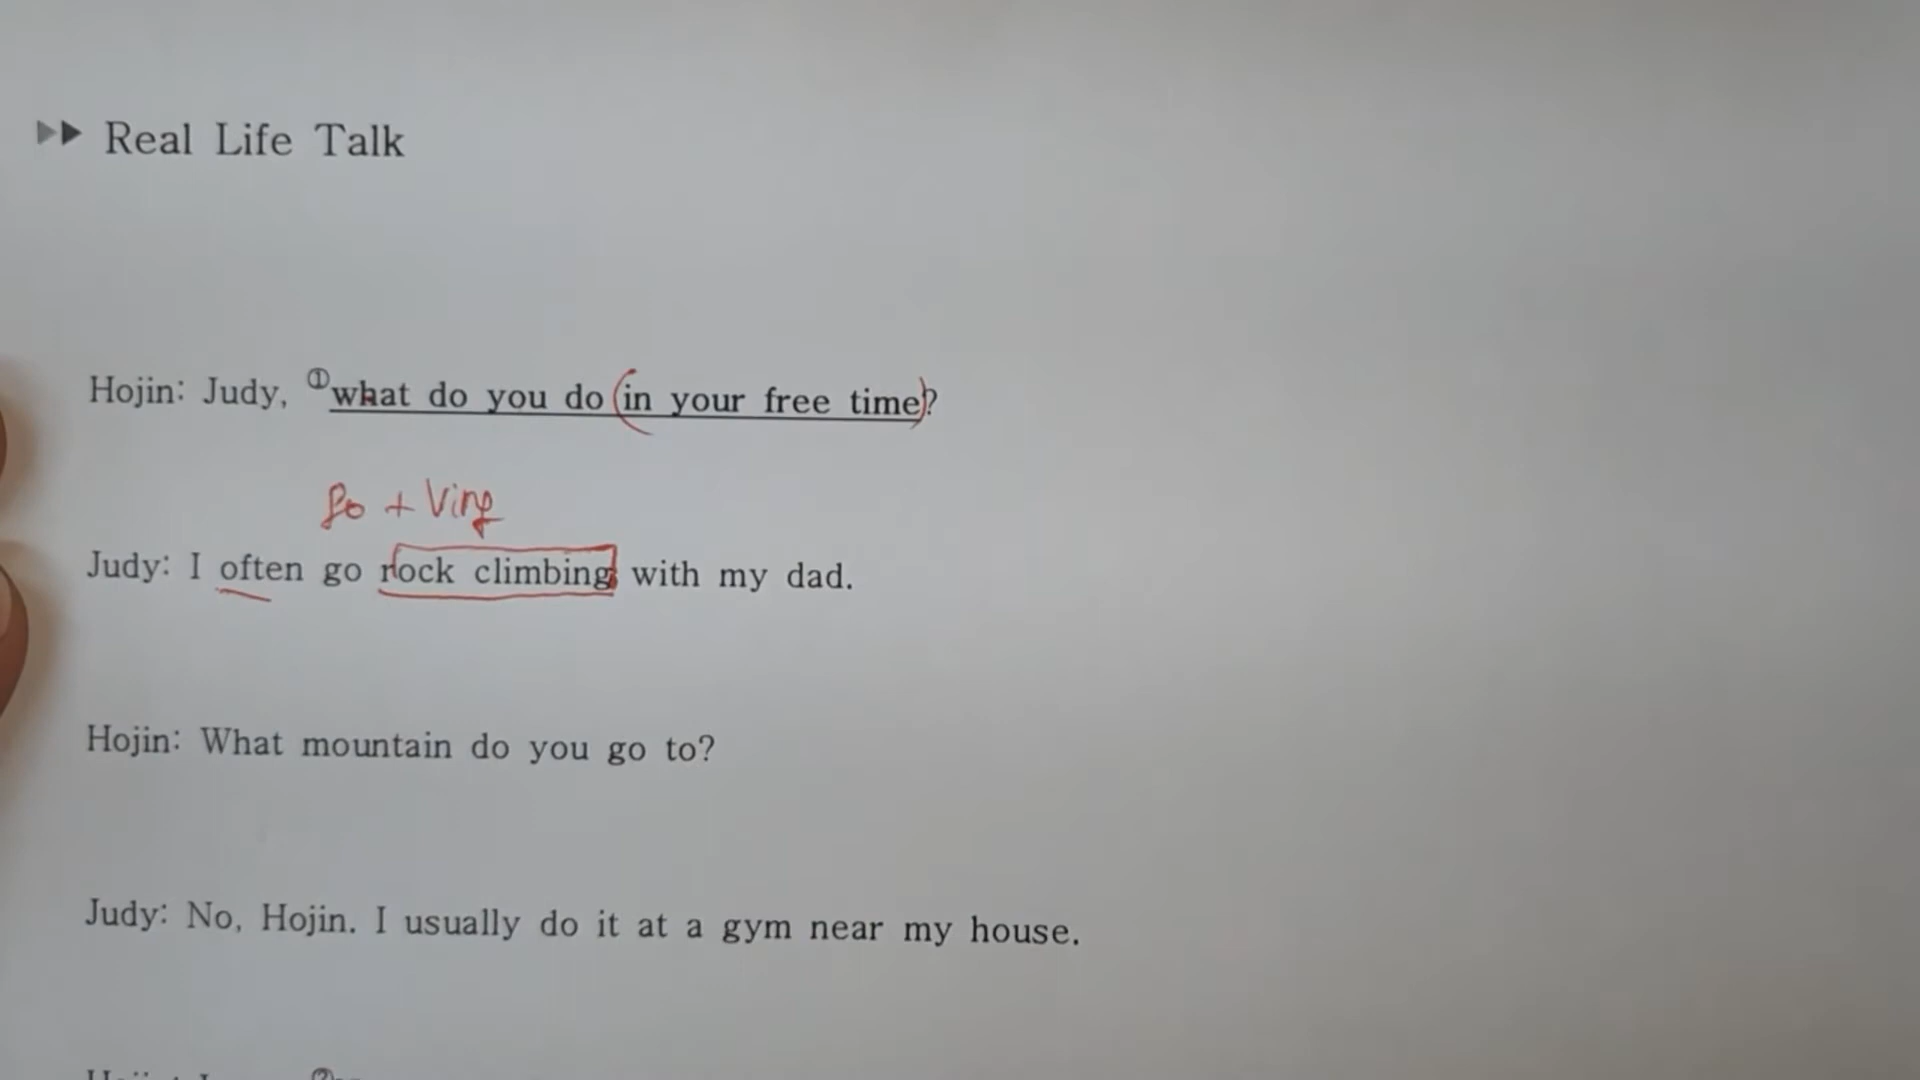 ▶▶ Real Life Talk
Hojin: Judy, ①what do you do (in your free time)?
go + Ving
Judy: I often go rock climbing with my dad.
Hojin: What mountain do you go to?
Judy: No, Hojin. I usually do it at a gym near my house.